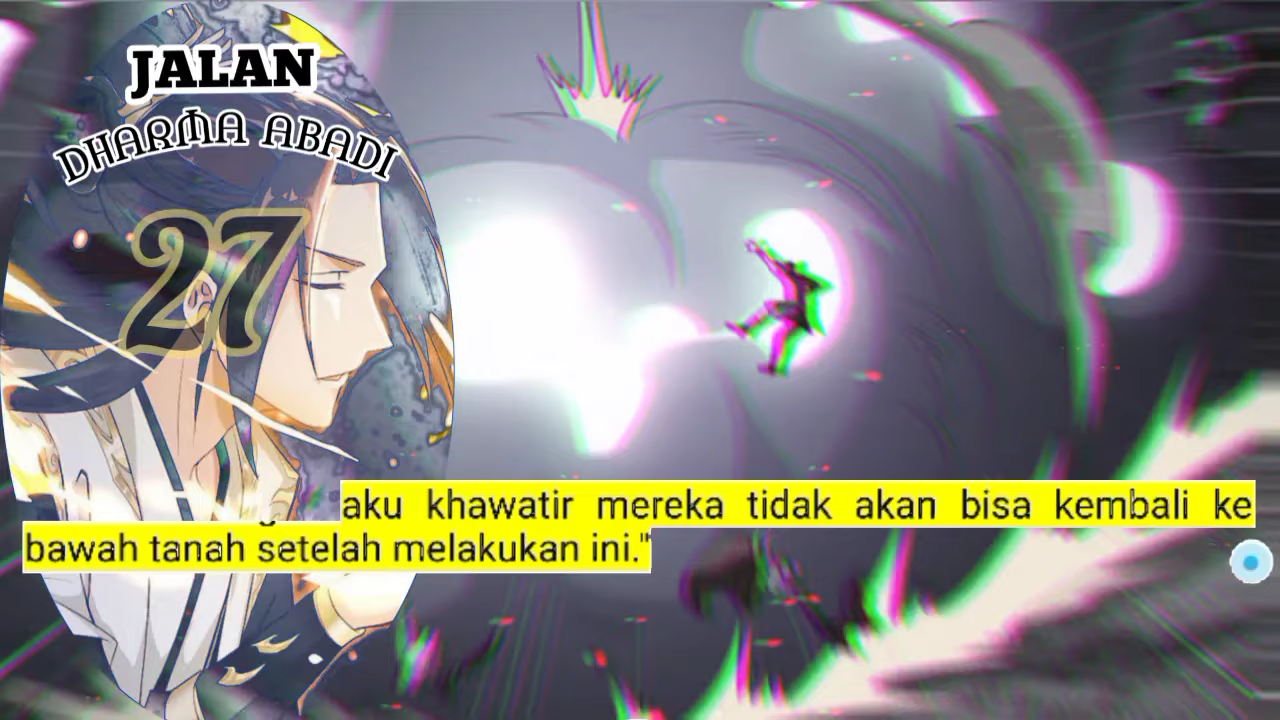 JALAN
DHARMA ABADI
27
aku khawatir mereka tidak akan bisa kembali ke
bawah tanah setelah melakukan ini."